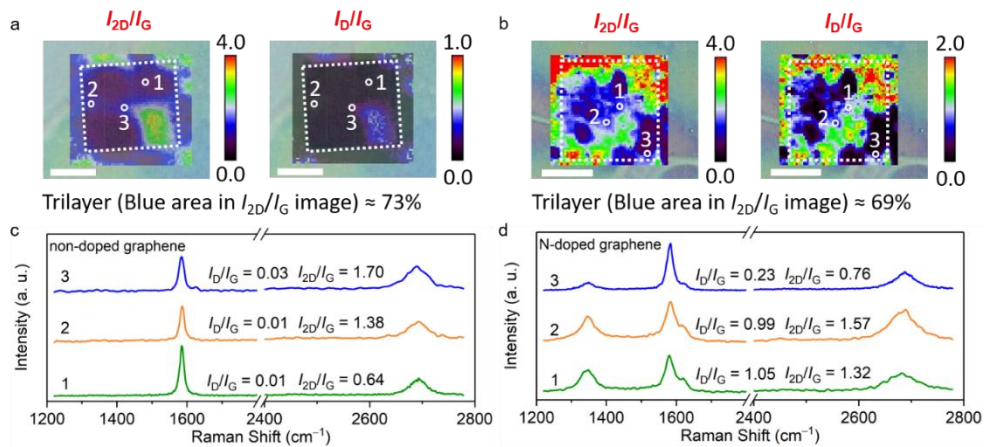 a
I2D/IG
ID/IG
4.0
0.0
1.0
0.0
1
2
3
1
2
3
Trilayer (Blue area in I2D/IG image) ≈ 73%
b
I2D/IG
ID/IG
4.0
0.0
2.0
0.0
1
2
3
1
2
3
Trilayer (Blue area in I2D/IG image) ≈ 69%
c
non-doped graphene
3 ID/IG = 0.03 I2D/IG = 1.70
2 ID/IG = 0.01 I2D/IG = 1.38
1 ID/IG = 0.01 I2D/IG = 0.64
Intensity (a. u.)
1200 1400 1600 2600 2800
Raman Shift (cm⁻¹)
d
N-doped graphene
3 ID/IG = 0.23 I2D/IG = 0.76
2 ID/IG = 0.99 I2D/IG = 1.57
1 ID/IG = 1.05 I2D/IG = 1.32
Intensity (a. u.)
1200 1400 1600 2600 2800
Raman Shift (cm⁻¹)